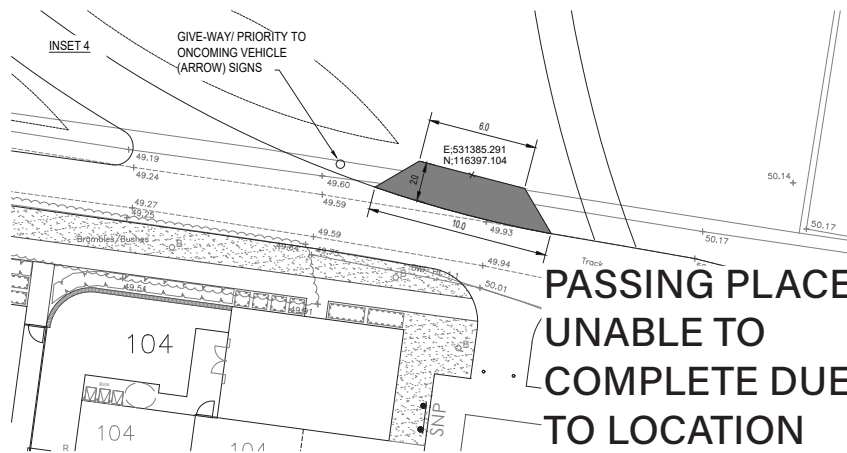 INSET 4
GIVE-WAY/ PRIORITY TO
ONCOMING VEHICLE
(ARROW) SIGNS
6.0
E;531385.291
N;116397.104
2.0
10.0
49.19
49.24
49.60
49.59
49.93
50.14
50.17
50.17
49.27
49.25
49.59
49.94
50.01
Brambles/Bushes
B
B
Track
49.54
49.01
104
104
104
Bins
B
R
SNP
PASSING PLACE
UNABLE TO
COMPLETE DUE
TO LOCATION